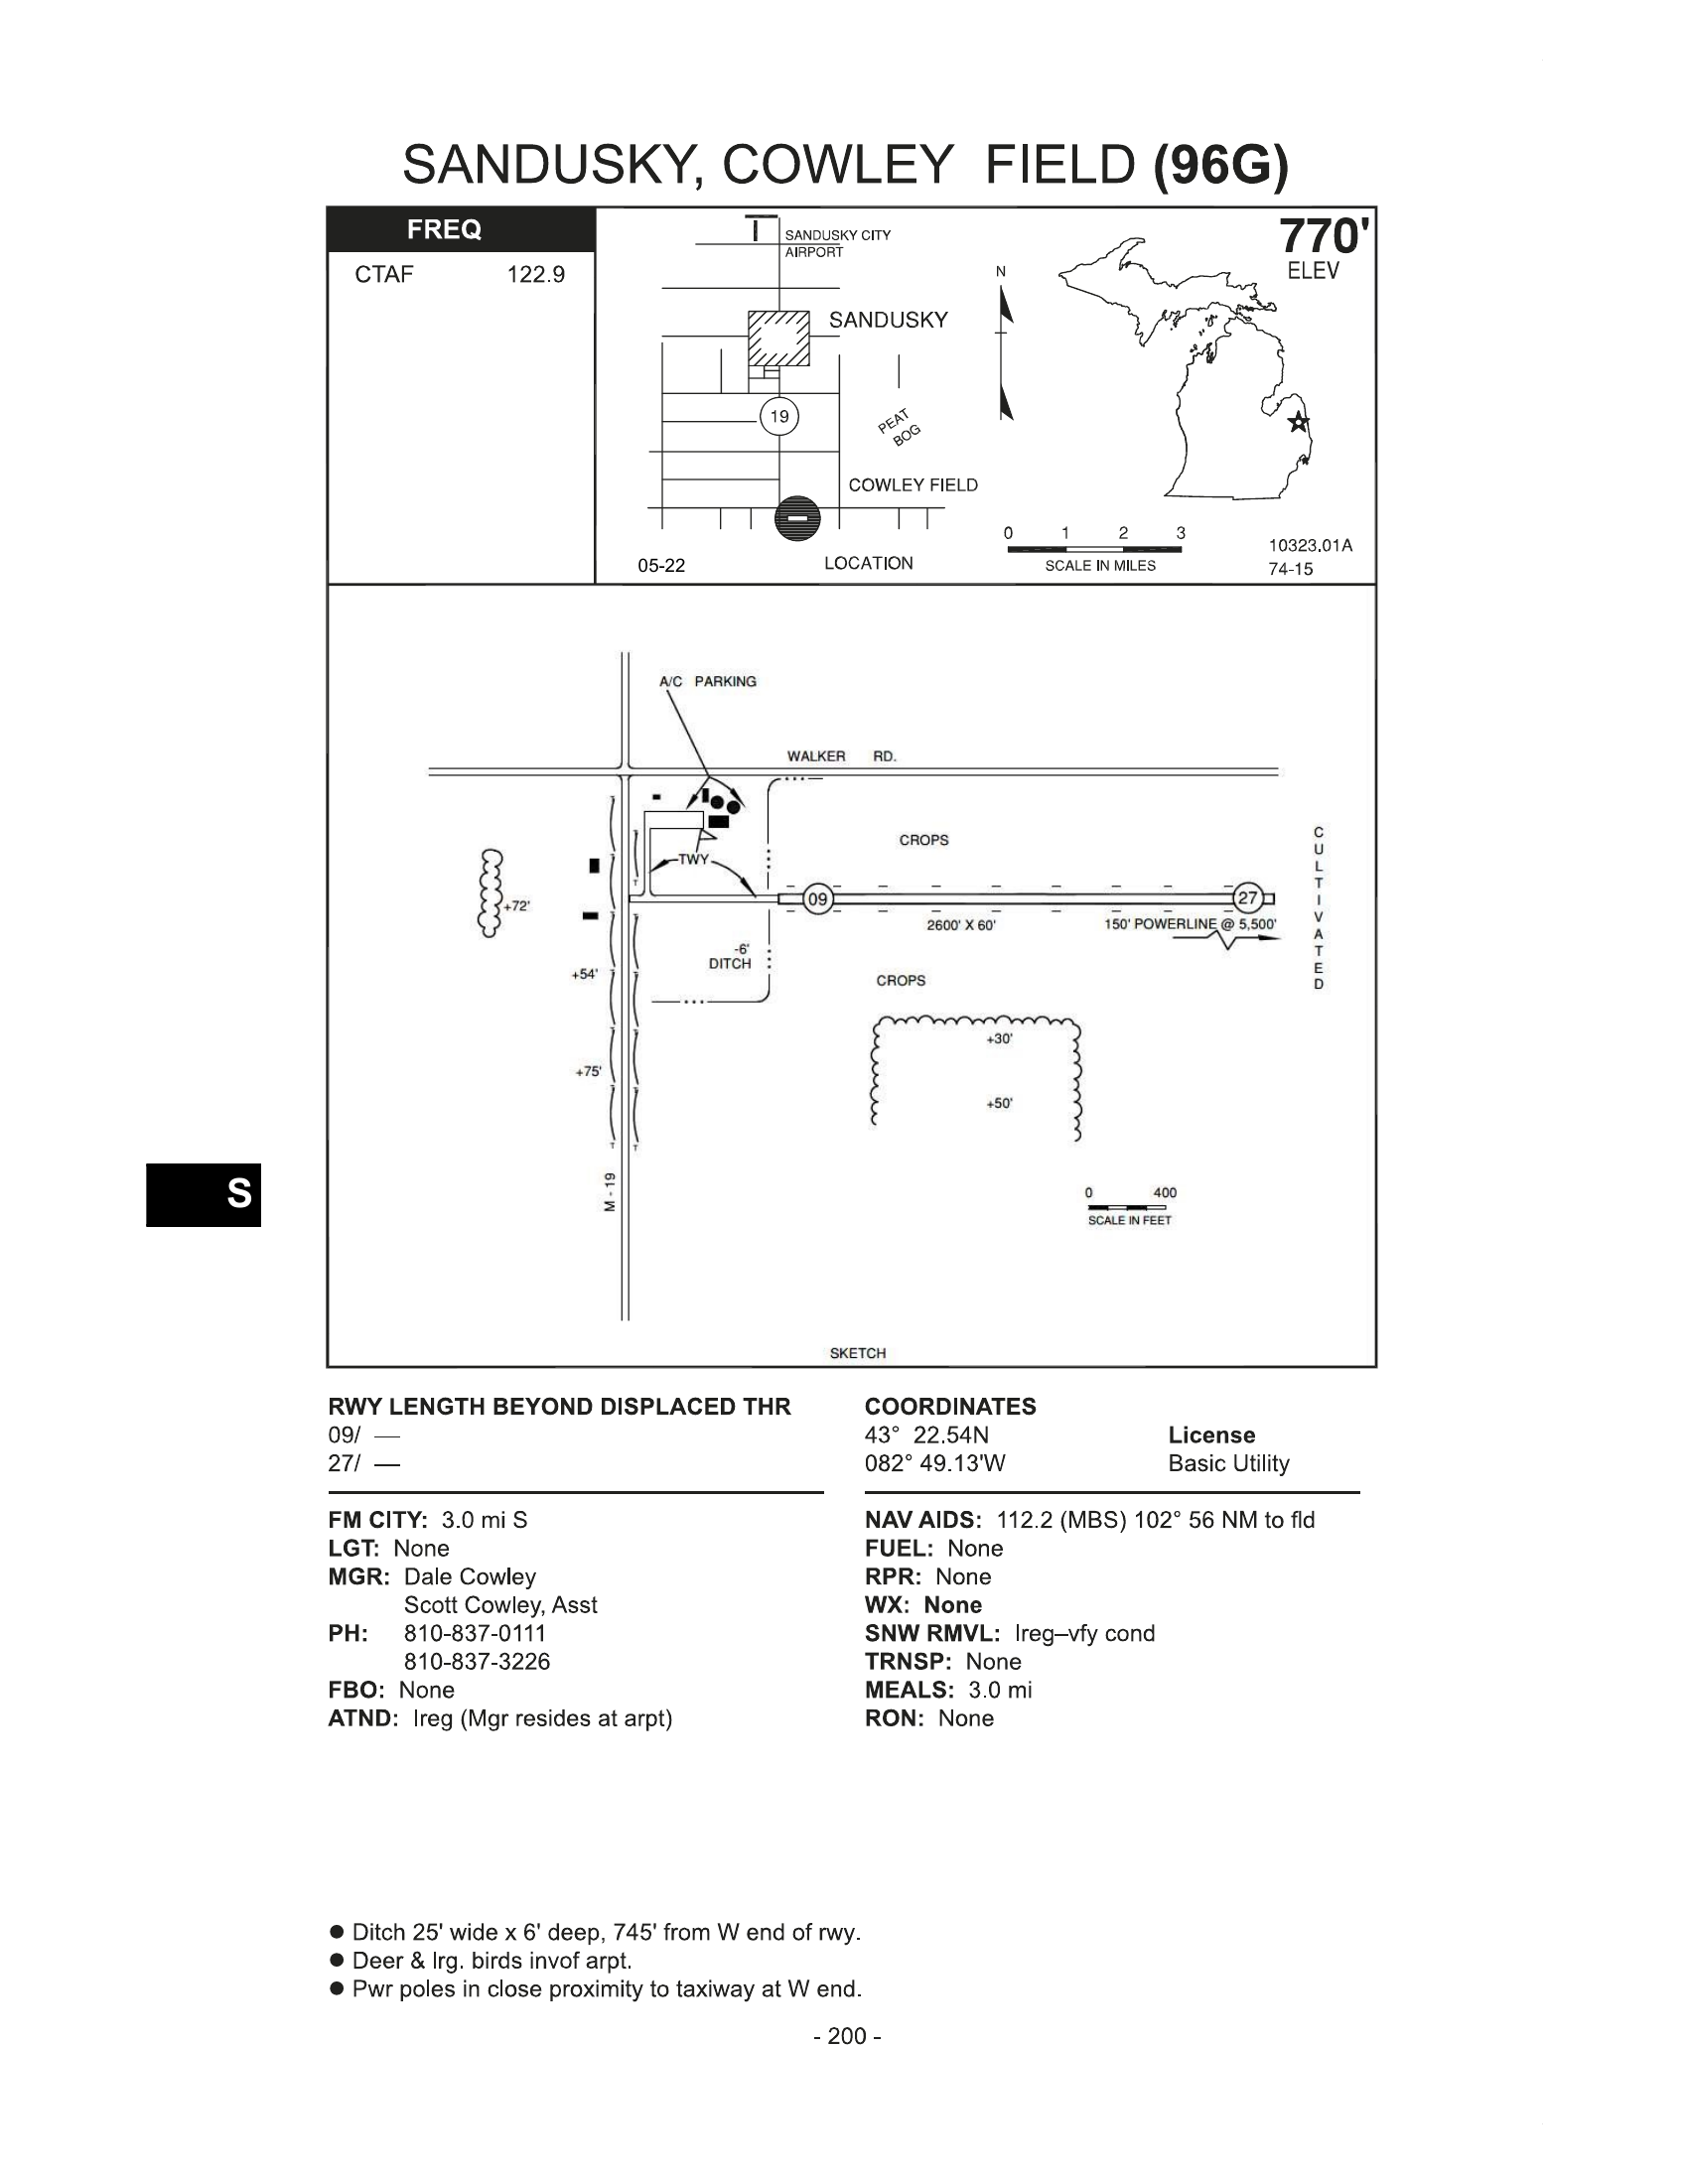 SANDUSKY, COWLEY FIELD (96G)
FREQ
CTAF 122.9
SANDUSKY CITY
AIRPORT
SANDUSKY
19
PEAT
BOG
COWLEY FIELD
05-22
LOCATION
N
770'
ELEV
0 1 2 3
SCALE IN MILES
10323.01A
74-15
A/C PARKING
WALKER RD.
CROPS
TWY
09
27
+72'
2600' X 60'
150' POWERLINE @ 5,500'
CULTIVATED
-6'
DITCH
+54'
CROPS
+30'
+75'
+50'
M - 19
0 400
SCALE IN FEET
SKETCH
S
RWY LENGTH BEYOND DISPLACED THR
09/ —
27/ —
COORDINATES
43° 22.54N
082° 49.13'W
License
Basic Utility
FM CITY: 3.0 mi S
LGT: None
MGR: Dale Cowley
Scott Cowley, Asst
PH: 810-837-0111
810-837-3226
FBO: None
ATND: Ireg (Mgr resides at arpt)
NAV AIDS: 112.2 (MBS) 102° 56 NM to fld
FUEL: None
RPR: None
WX: None
SNW RMVL: Ireg–vfy cond
TRNSP: None
MEALS: 3.0 mi
RON: None
● Ditch 25' wide x 6' deep, 745' from W end of rwy.
● Deer & lrg. birds invof arpt.
● Pwr poles in close proximity to taxiway at W end.
- 200 -